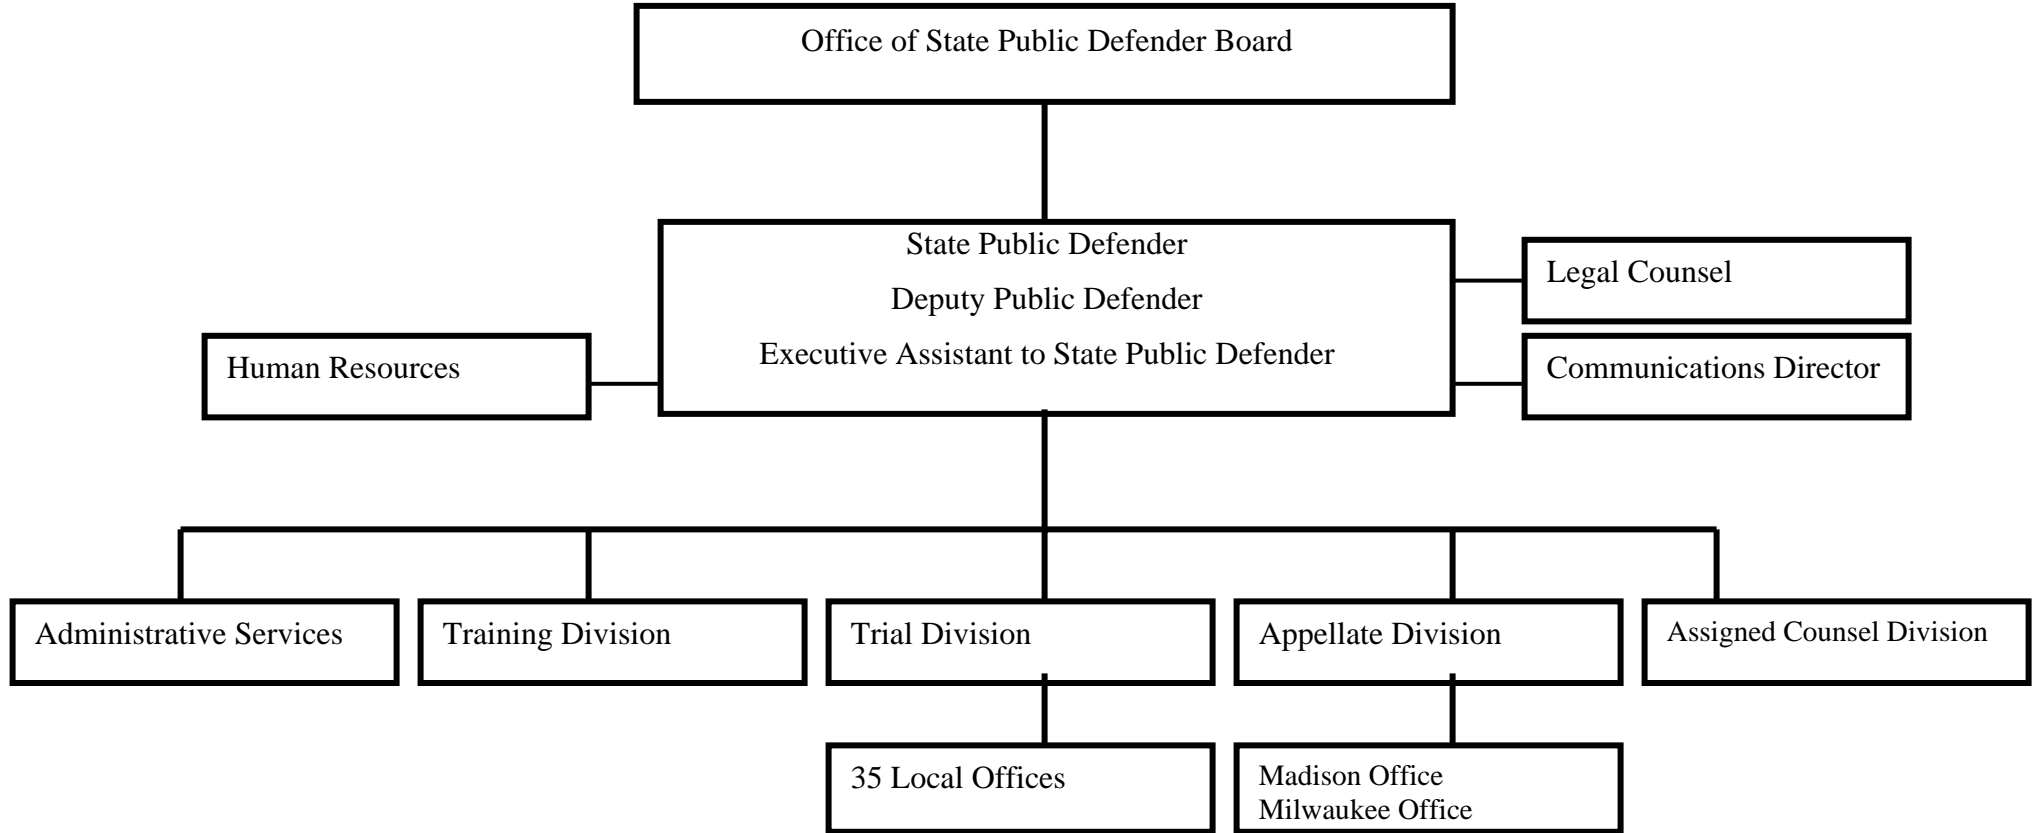 Office of State Public Defender Board
State Public Defender
Deputy Public Defender
Executive Assistant to State Public Defender
Legal Counsel
Human Resources
Communications Director
Administrative Services
Training Division
Trial Division
Appellate Division
Assigned Counsel Division
35 Local Offices
Madison Office
Milwaukee Office